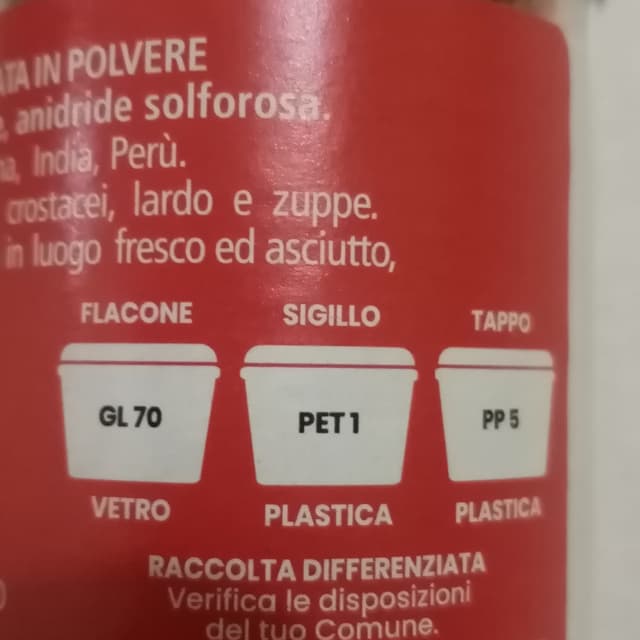 IN POLVERE
anidride solforosa.
India, Perù.
crostacei, lardo e zuppe.
in luogo fresco ed asciutto,
FLACONE SIGILLO TAPPO
GL 70 PET 1 PP 5
VETRO PLASTICA PLASTICA
RACCOLTA DIFFERENZIATA
Verifica le disposizioni
del tuo Comune.